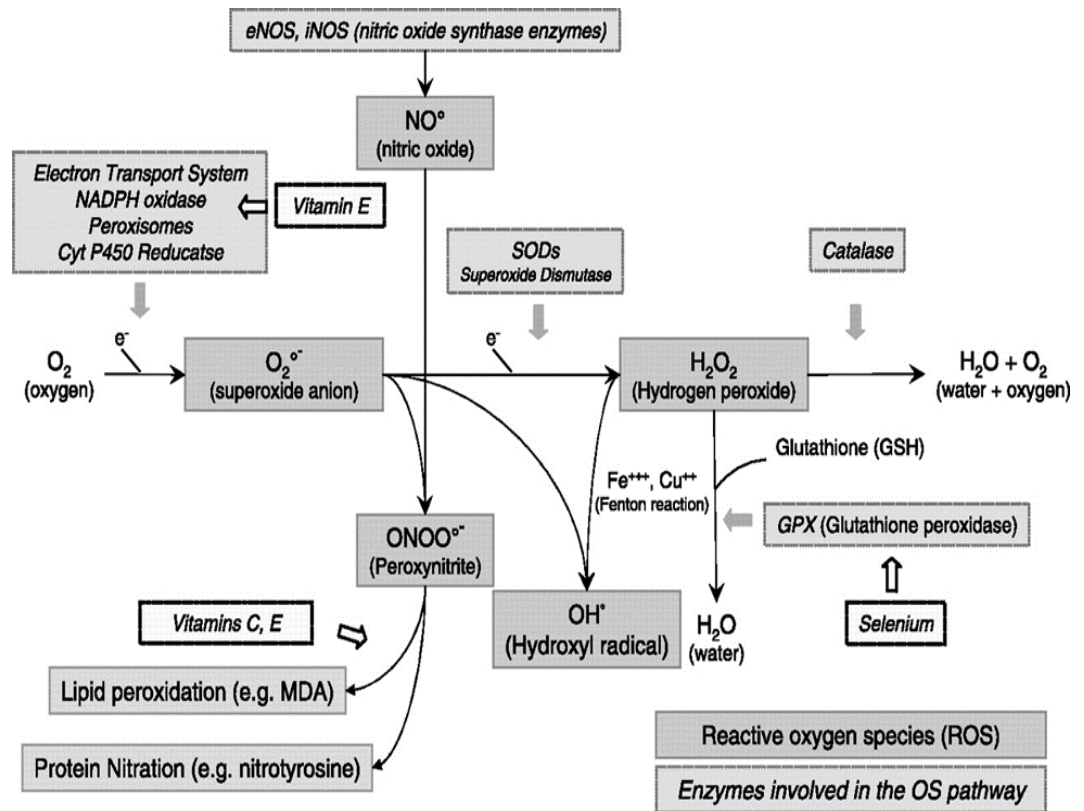 eNOS, iNOS (nitric oxide synthase enzymes)
NO°
(nitric oxide)
Electron Transport System
NADPH oxidase
Peroxisomes
Cyt P450 Reducatse
Vitamin E
SODs
Superoxide Dismutase
Catalase
e⁻
e⁻
O₂
(oxygen)
O₂°⁻
(superoxide anion)
H₂O₂
(Hydrogen peroxide)
H₂O + O₂
(water + oxygen)
Glutathione (GSH)
Fe⁺⁺⁺, Cu⁺⁺
(Fenton reaction)
GPX (Glutathione peroxidase)
ONOO°⁻
(Peroxynitrite)
Vitamins C, E
OH°
(Hydroxyl radical)
H₂O
(water)
Selenium
Lipid peroxidation (e.g. MDA)
Protein Nitration (e.g. nitrotyrosine)
Reactive oxygen species (ROS)
Enzymes involved in the OS pathway